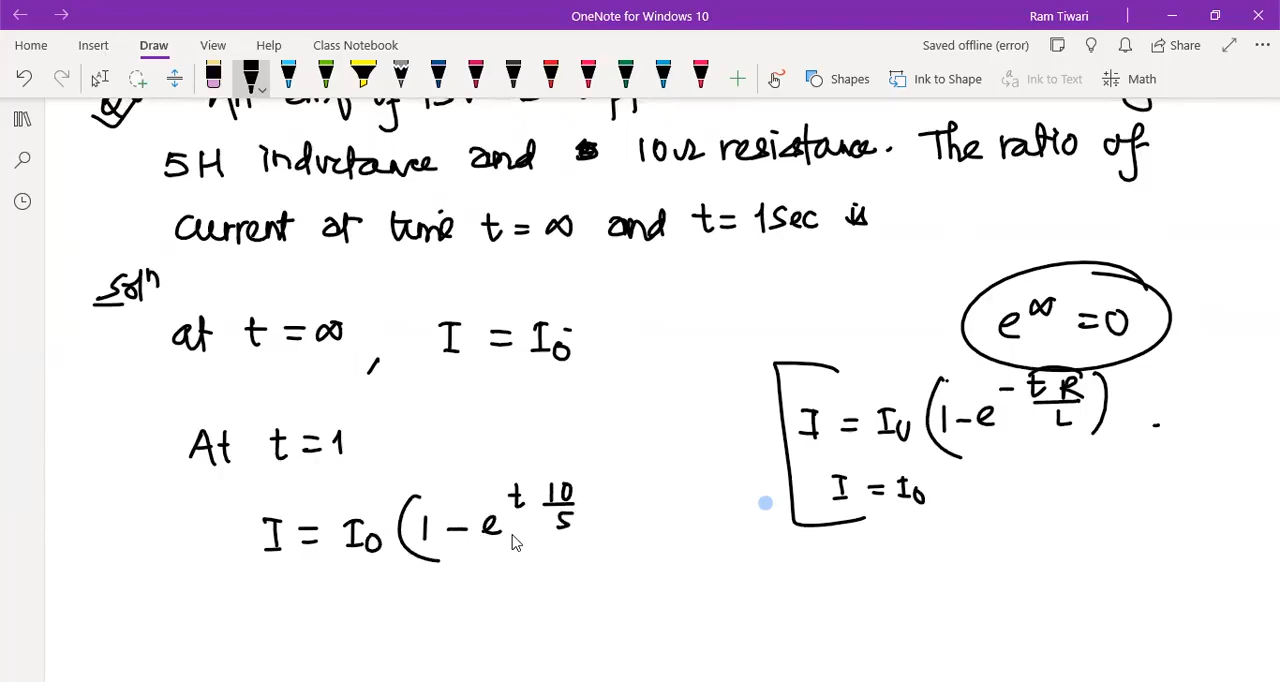 OneNote for Windows 10
Ram Tiwari
Home Insert Draw View Help Class Notebook
Saved offline (error) Share
Shapes Ink to Shape Ink to Text Math
5H inductance and 10Ω resistance. The ratio of
current at time t = ∞ and t = 1 sec is
Solⁿ
at t = ∞, I = I₀
e^∞ = 0
I = I₀ (1 - e^(-tR/L)).
I = I₀
At t = 1
I = I₀ (1 - e^(t 10/5)